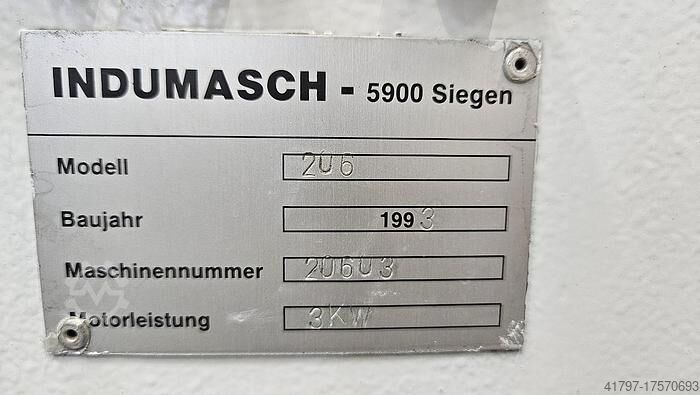 INDUMASCH - 5900 Siegen
Modell 206
Baujahr 1993
Maschinennummer 20603
Motorleistung 3KW
41797-17570693